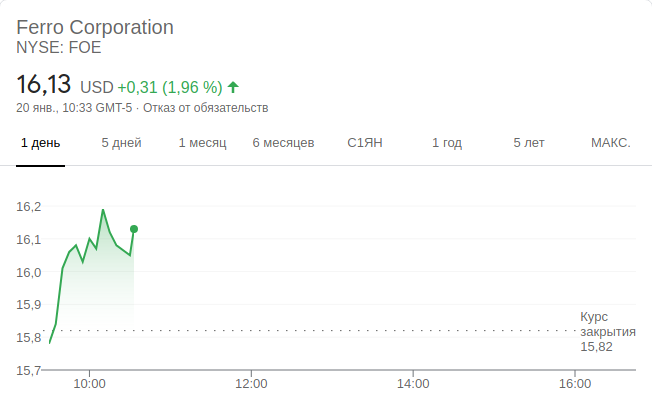 Ferro Corporation
NYSE: FOE
16,13 USD +0,31 (1,96 %)
20 янв., 10:33 GMT-5 · Отказ от обязательств
1 день 5 дней 1 месяц 6 месяцев С1ЯН 1 год 5 лет МАКС.
16,2
16,1
16,0
15,9
15,8
15,7
Курс
закрытия
15,82
10:00 12:00 14:00 16:00